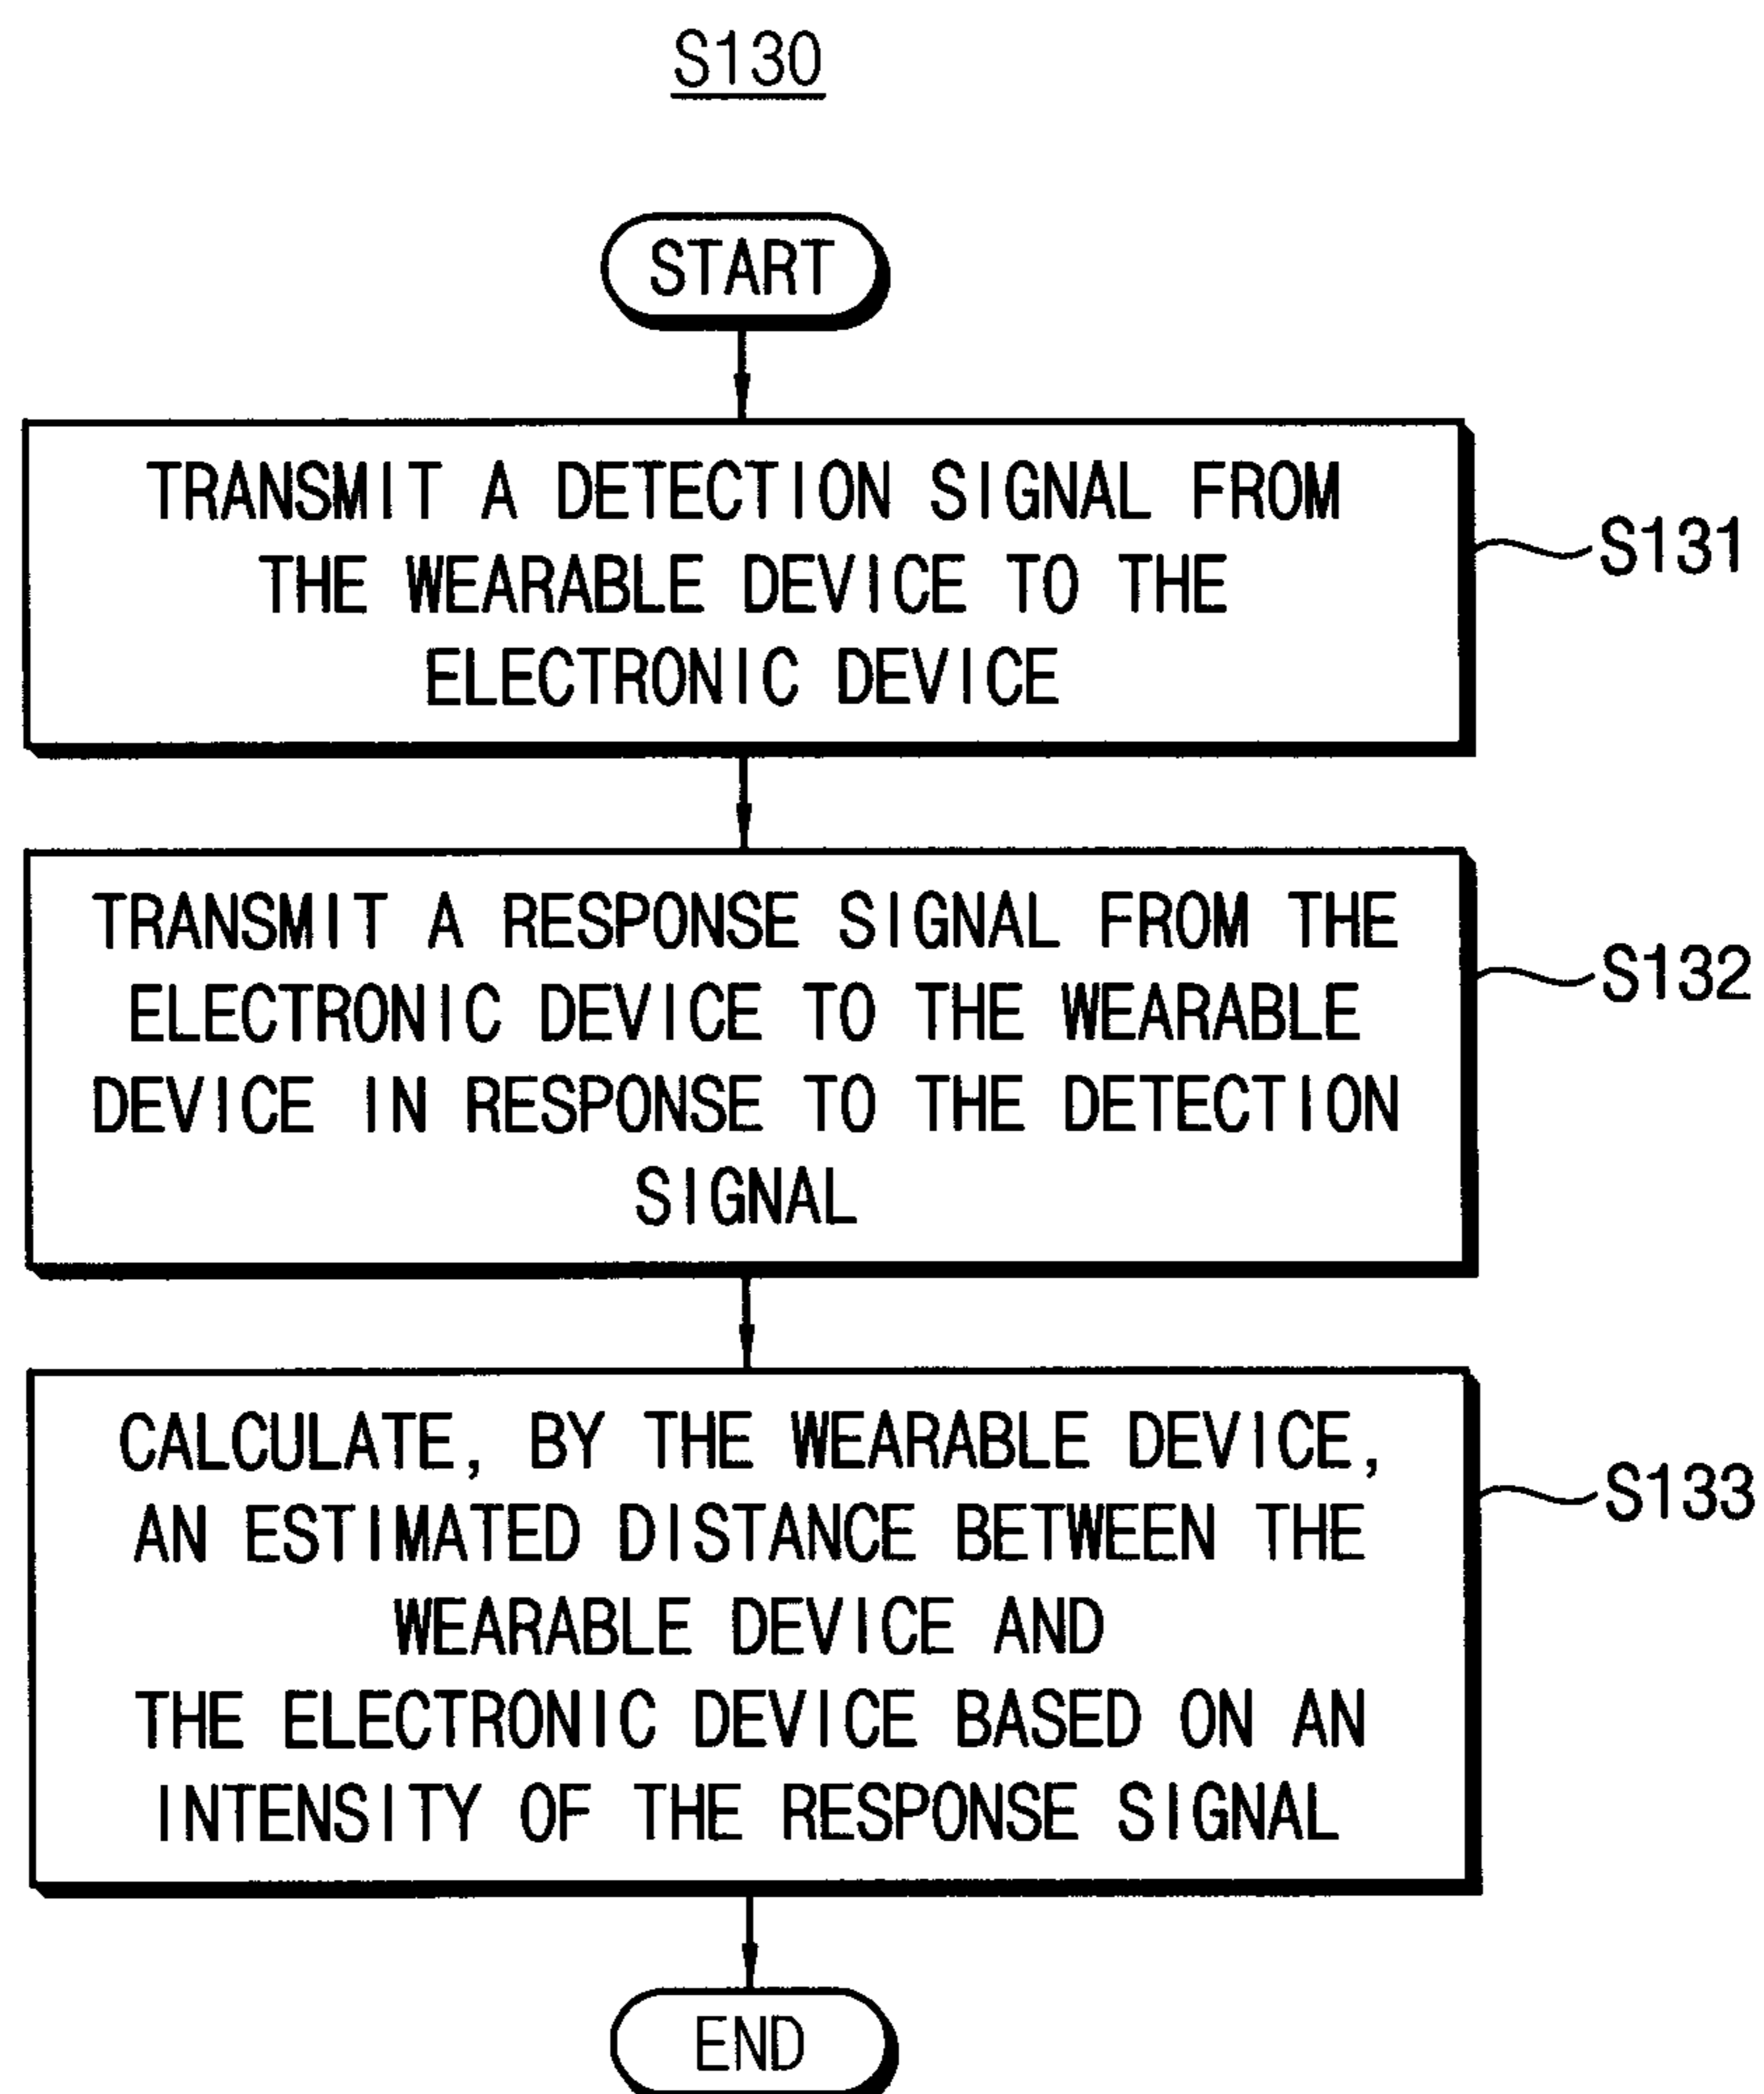 S130
START
TRANSMIT A DETECTION SIGNAL FROM
THE WEARABLE DEVICE TO THE
ELECTRONIC DEVICE
S131
TRANSMIT A RESPONSE SIGNAL FROM THE
ELECTRONIC DEVICE TO THE WEARABLE
DEVICE IN RESPONSE TO THE DETECTION
SIGNAL
S132
CALCULATE, BY THE WEARABLE DEVICE,
AN ESTIMATED DISTANCE BETWEEN THE
WEARABLE DEVICE AND
THE ELECTRONIC DEVICE BASED ON AN
INTENSITY OF THE RESPONSE SIGNAL
S133
END